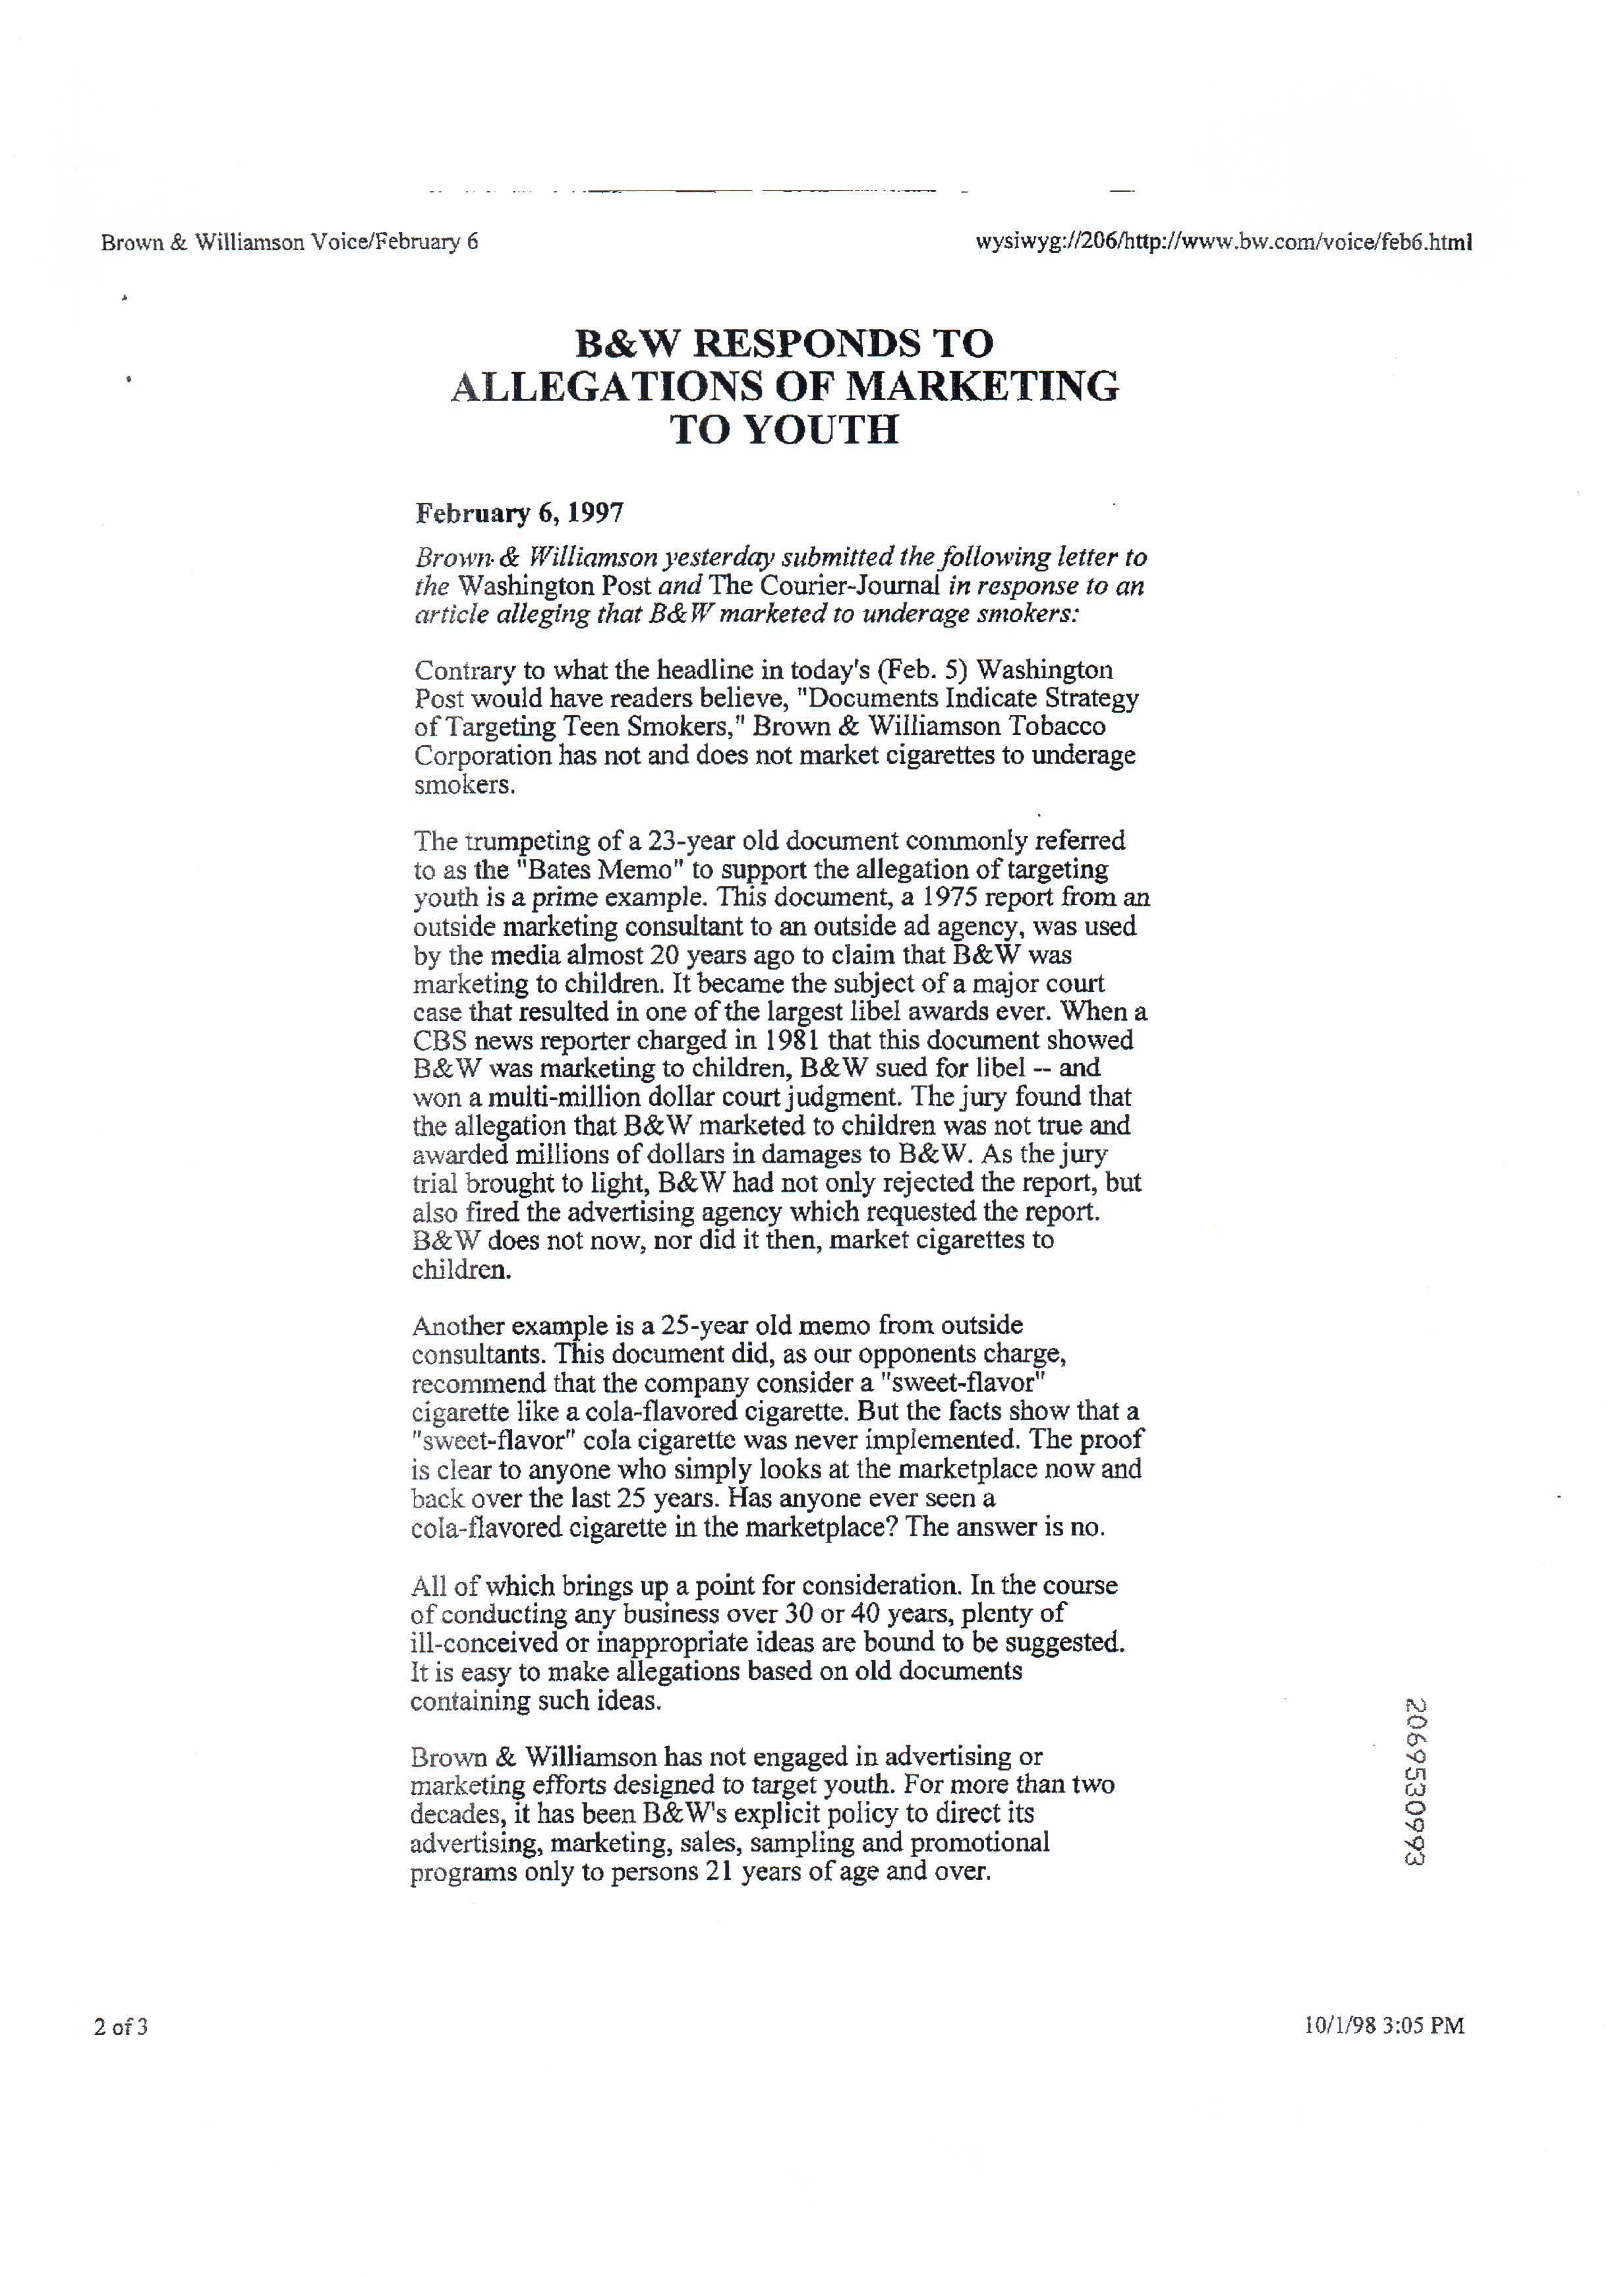 Brown & Williamson Voice/February 6
wysiwyg://206/http://www.bw.com/voice/feb6.html
B&W RESPONDS TO
ALLEGATIONS OF MARKETING
TO YOUTH
February 6, 1997
Brown & Williamson yesterday submitted the following letter to
the Washington Post and The Courier-Journal in response to an
article alleging that B&W marketed to underage smokers:
Contrary to what the headline in today's (Feb. 5) Washington
Post would have readers believe, "Documents Indicate Strategy
of Targeting Teen Smokers," Brown & Williamson Tobacco
Corporation has not and does not market cigarettes to underage
smokers.
The trumpeting of a 23-year old document commonly referred
to as the "Bates Memo" to support the allegation of targeting
youth is a prime example. This document, a 1975 report from an
outside marketing consultant to an outside ad agency, was used
by the media almost 20 years ago to claim that B&W was
marketing to children. It became the subject of a major court
case that resulted in one of the largest libel awards ever. When a
CBS news reporter charged in 1981 that this document showed
B&W was marketing to children, B&W sued for libel -- and
won a multi-million dollar court judgment. The jury found that
the allegation that B&W marketed to children was not true and
awarded millions of dollars in damages to B&W. As the jury
trial brought to light, B&W had not only rejected the report, but
also fired the advertising agency which requested the report.
B&W does not now, nor did it then, market cigarettes to
children.
Another example is a 25-year old memo from outside
consultants. This document did, as our opponents charge,
recommend that the company consider a "sweet-flavor"
cigarette like a cola-flavored cigarette. But the facts show that a
"sweet-flavor" cola cigarette was never implemented. The proof
is clear to anyone who simply looks at the marketplace now and
back over the last 25 years. Has anyone ever seen a
cola-flavored cigarette in the marketplace? The answer is no.
All of which brings up a point for consideration. In the course
of conducting any business over 30 or 40 years, plenty of
ill-conceived or inappropriate ideas are bound to be suggested.
It is easy to make allegations based on old documents
containing such ideas.
Brown & Williamson has not engaged in advertising or
marketing efforts designed to target youth. For more than two
decades, it has been B&W's explicit policy to direct its
advertising, marketing, sales, sampling and promotional
programs only to persons 21 years of age and over.
2069530993
2 of 3
10/1/98 3:05 PM